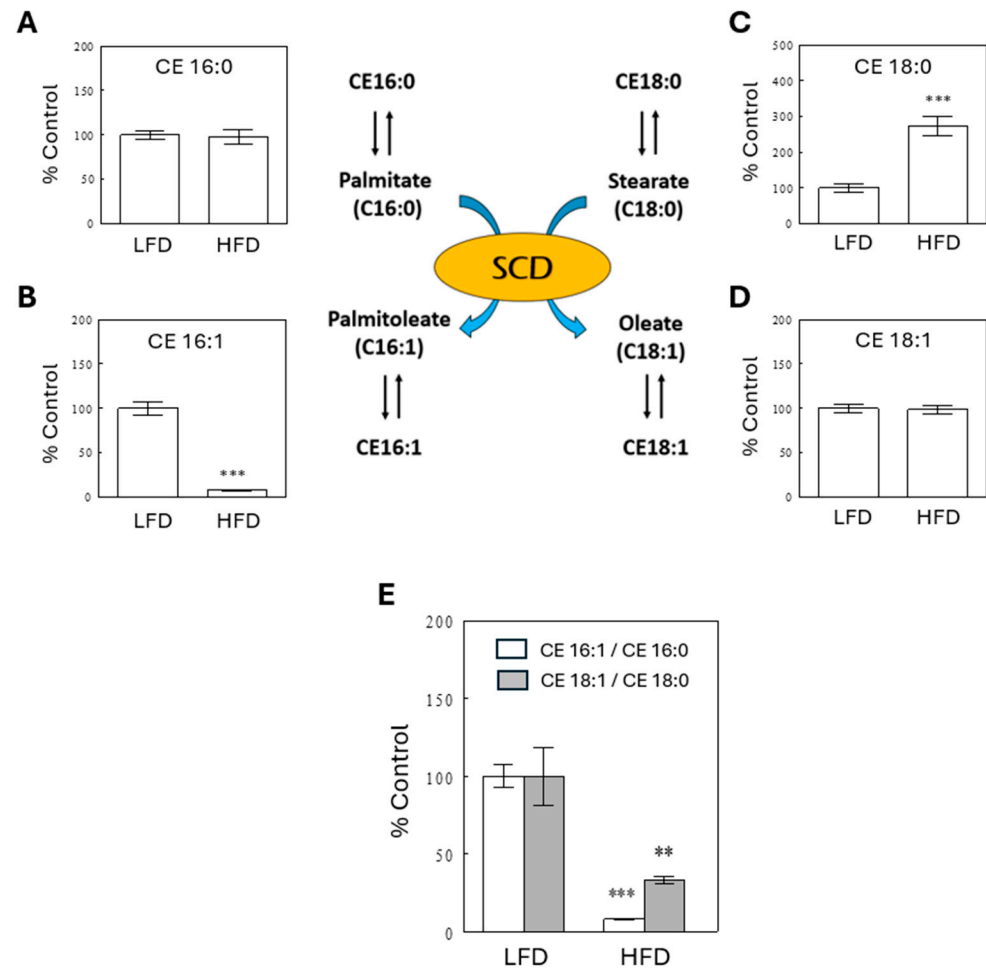 A
200
150
100
50
0
% Control
CE 16:0
LFD HFD
B
200
150
100
50
0
% Control
CE 16:1
***
LFD HFD
CE16:0
Palmitate
(C16:0)
CE18:0
Stearate
(C18:0)
SCD
Palmitoleate
(C16:1)
CE16:1
Oleate
(C18:1)
CE18:1
C
500
400
300
200
100
0
% Control
CE 18:0
***
LFD HFD
D
200
150
100
50
0
% Control
CE 18:1
LFD HFD
E
200
150
100
50
0
% Control
CE 16:1 / CE 16:0
CE 18:1 / CE 18:0
***
**
LFD HFD